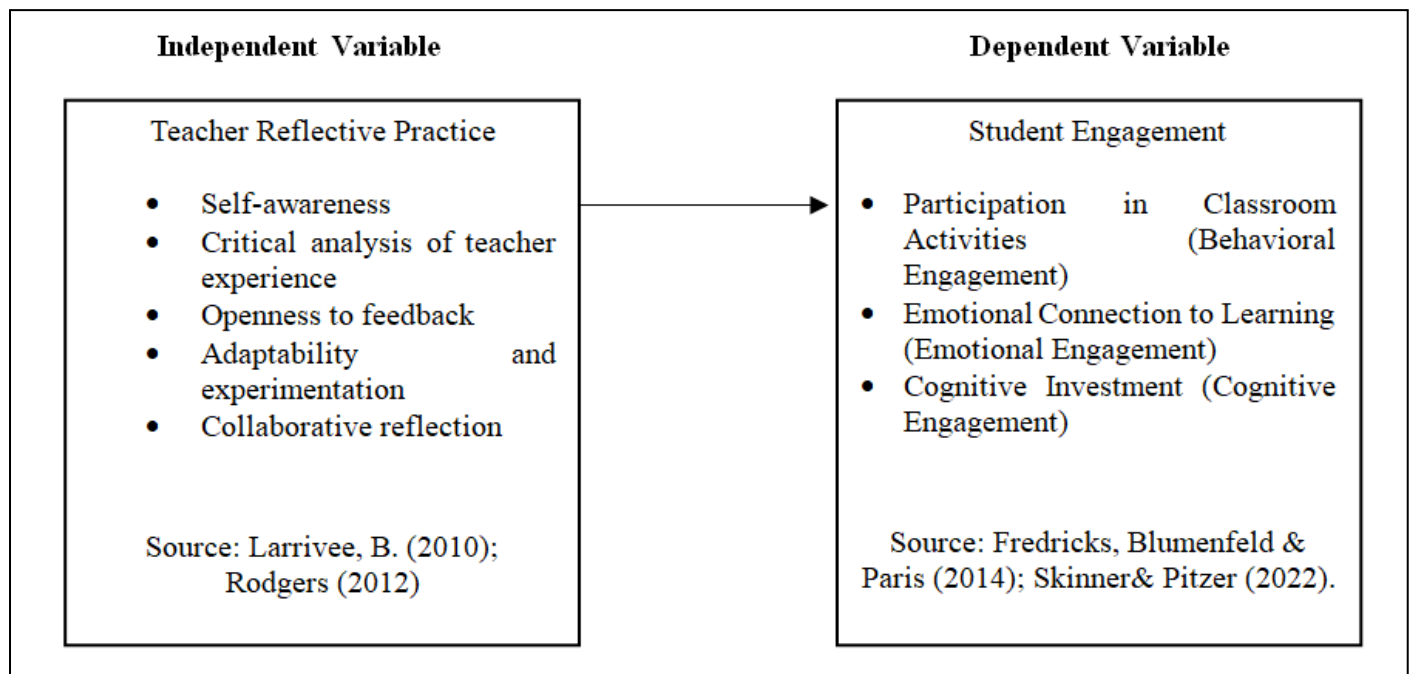 Independent Variable
Dependent Variable
Teacher Reflective Practice
• Self-awareness
• Critical analysis of teacher
experience
• Openness to feedback
• Adaptability and
experimentation
• Collaborative reflection
Source: Larrivee, B. (2010);
Rodgers (2012)
Student Engagement
• Participation in Classroom
Activities (Behavioral
Engagement)
• Emotional Connection to Learning
(Emotional Engagement)
• Cognitive Investment (Cognitive
Engagement)
Source: Fredricks, Blumenfeld &
Paris (2014); Skinner& Pitzer (2022).